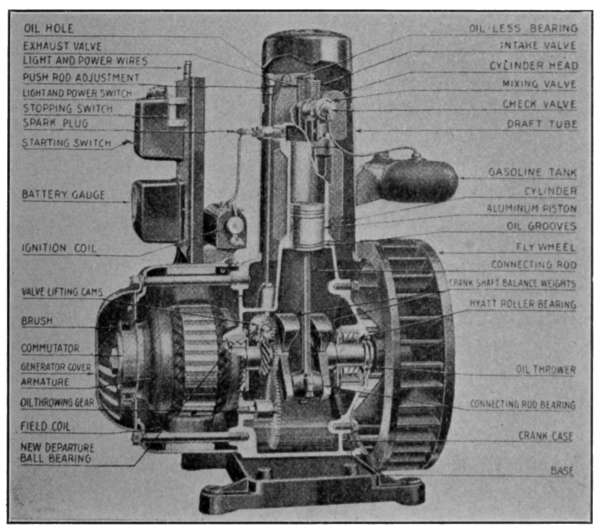 OIL HOLE
EXHAUST VALVE
LIGHT AND POWER WIRES
PUSH ROD ADJUSTMENT
LIGHT AND POWER SWITCH
STOPPING SWITCH
SPARK PLUG
STARTING SWITCH
BATTERY GAUGE
IGNITION COIL
VALVE LIFTING CAMS
BRUSH
COMMUTATOR
GENERATOR COVER
ARMATURE
OIL THROWING GEAR
FIELD COIL
NEW DEPARTURE
BALL BEARING
OIL-LESS BEARING
INTAKE VALVE
CYLINDER HEAD
MIXING VALVE
CHECK VALVE
DRAFT TUBE
GASOLINE TANK
CYLINDER
ALUMINUM PISTON
OIL GROOVES
FLY WHEEL
CONNECTING ROD
CRANK SHAFT BALANCE WEIGHTS
HYATT ROLLER BEARING
OIL THROWER
CONNECTING ROD BEARING
CRANK CASE
BASE